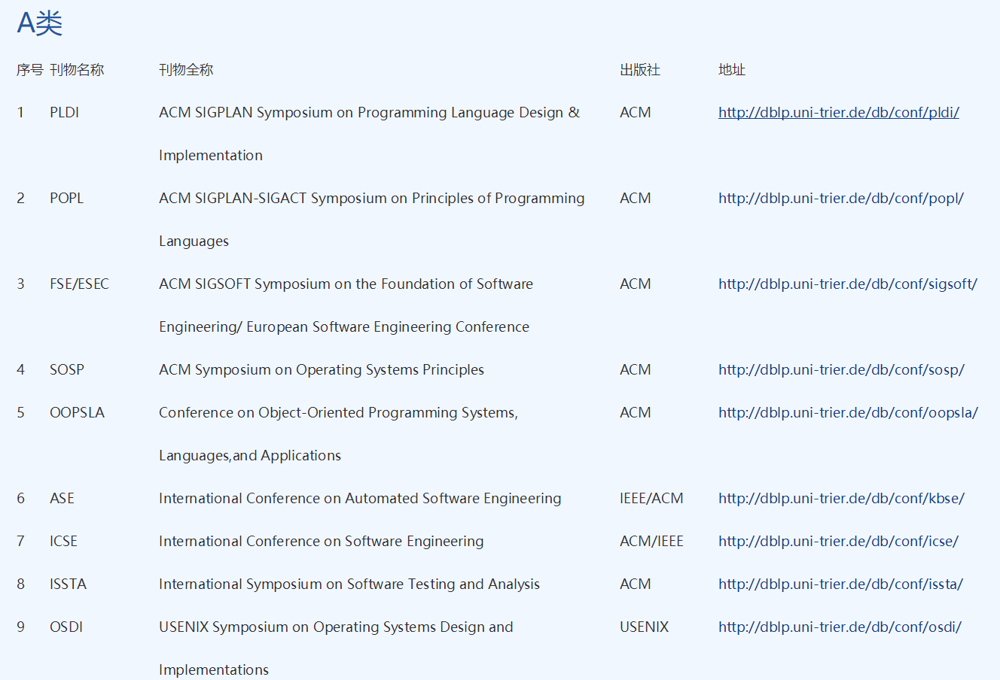 A类
序号 刊物名称 刊物全称 出版社 地址
1 PLDI ACM SIGPLAN Symposium on Programming Language Design & ACM http://dblp.uni-trier.de/db/conf/pldi/
Implementation
2 POPL ACM SIGPLAN-SIGACT Symposium on Principles of Programming ACM http://dblp.uni-trier.de/db/conf/popl/
Languages
3 FSE/ESEC ACM SIGSOFT Symposium on the Foundation of Software ACM http://dblp.uni-trier.de/db/conf/sigsoft/
Engineering/ European Software Engineering Conference
4 SOSP ACM Symposium on Operating Systems Principles ACM http://dblp.uni-trier.de/db/conf/sosp/
5 OOPSLA Conference on Object-Oriented Programming Systems, ACM http://dblp.uni-trier.de/db/conf/oopsla/
Languages,and Applications
6 ASE International Conference on Automated Software Engineering IEEE/ACM http://dblp.uni-trier.de/db/conf/kbse/
7 ICSE International Conference on Software Engineering ACM/IEEE http://dblp.uni-trier.de/db/conf/icse/
8 ISSTA International Symposium on Software Testing and Analysis ACM http://dblp.uni-trier.de/db/conf/issta/
9 OSDI USENIX Symposium on Operating Systems Design and USENIX http://dblp.uni-trier.de/db/conf/osdi/
Implementations